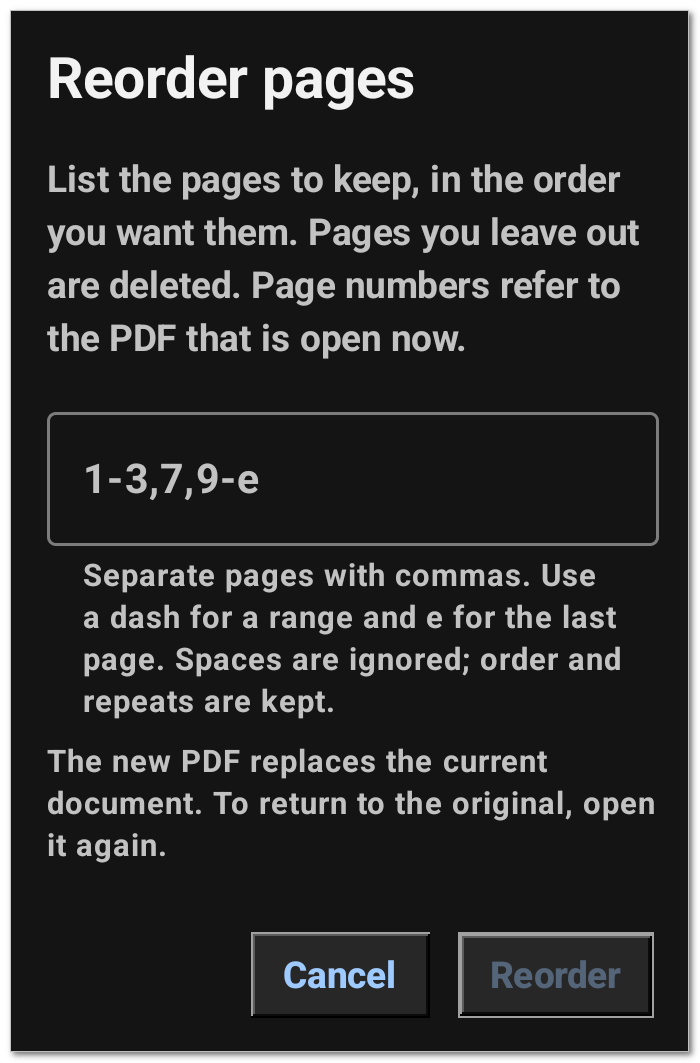 Reorder pages
List the pages to keep, in the order
you want them. Pages you leave out
are deleted. Page numbers refer to
the PDF that is open now.
1-3,7,9-e
Separate pages with commas. Use
a dash for a range and e for the last
page. Spaces are ignored; order and
repeats are kept.
The new PDF replaces the current
document. To return to the original, open
it again.
Cancel
Reorder